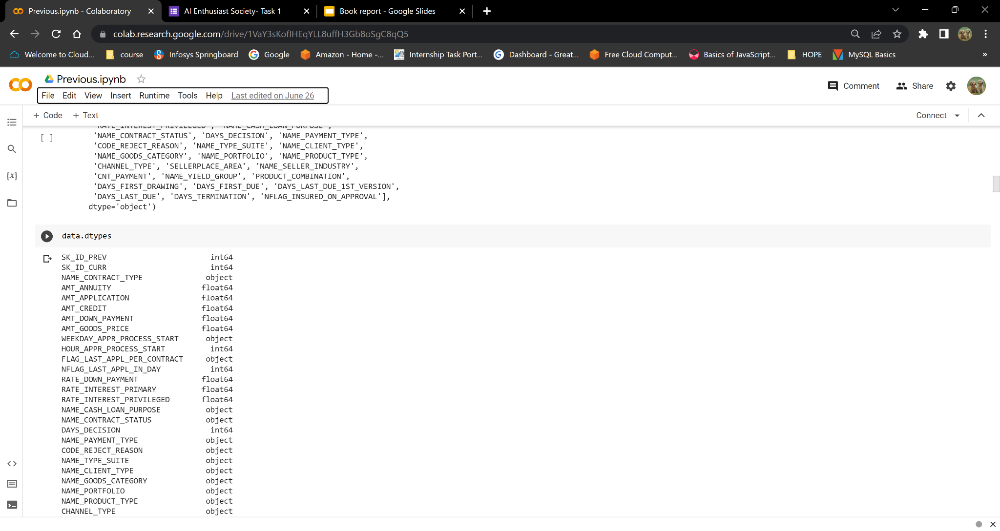 Previous.ipynb - Colaboratory
AI Enthusiast Society- Task 1
Book report - Google Slides
colab.research.google.com/drive/1VaY3sKoflHEqYLL8uffH3Gb8oSgC8qQ5
Welcome to Cloud... course Infosys Springboard Google Amazon - Home -... Internship Task Port... Dashboard - Great... Free Cloud Comput... Basics of JavaScript... HOPE MySQL Basics »
Previous.ipynb
File Edit View Insert Runtime Tools Help Last edited on June 26
Comment Share
+ Code + Text
Connect
'RATE_INTEREST_PRIVILEGED', 'NAME_CASH_LOAN_PURPOSE',
[ ] 'NAME_CONTRACT_STATUS', 'DAYS_DECISION', 'NAME_PAYMENT_TYPE',
'CODE_REJECT_REASON', 'NAME_TYPE_SUITE', 'NAME_CLIENT_TYPE',
'NAME_GOODS_CATEGORY', 'NAME_PORTFOLIO', 'NAME_PRODUCT_TYPE',
'CHANNEL_TYPE', 'SELLERPLACE_AREA', 'NAME_SELLER_INDUSTRY',
'CNT_PAYMENT', 'NAME_YIELD_GROUP', 'PRODUCT_COMBINATION',
'DAYS_FIRST_DRAWING', 'DAYS_FIRST_DUE', 'DAYS_LAST_DUE_1ST_VERSION',
'DAYS_LAST_DUE', 'DAYS_TERMINATION', 'NFLAG_INSURED_ON_APPROVAL'],
dtype='object')
data.dtypes
SK_ID_PREV int64
SK_ID_CURR int64
NAME_CONTRACT_TYPE object
AMT_ANNUITY float64
AMT_APPLICATION float64
AMT_CREDIT float64
AMT_DOWN_PAYMENT float64
AMT_GOODS_PRICE float64
WEEKDAY_APPR_PROCESS_START object
HOUR_APPR_PROCESS_START int64
FLAG_LAST_APPL_PER_CONTRACT object
NFLAG_LAST_APPL_IN_DAY int64
RATE_DOWN_PAYMENT float64
RATE_INTEREST_PRIMARY float64
RATE_INTEREST_PRIVILEGED float64
NAME_CASH_LOAN_PURPOSE object
NAME_CONTRACT_STATUS object
DAYS_DECISION int64
NAME_PAYMENT_TYPE object
CODE_REJECT_REASON object
NAME_TYPE_SUITE object
NAME_CLIENT_TYPE object
NAME_GOODS_CATEGORY object
NAME_PORTFOLIO object
NAME_PRODUCT_TYPE object
CHANNEL_TYPE object